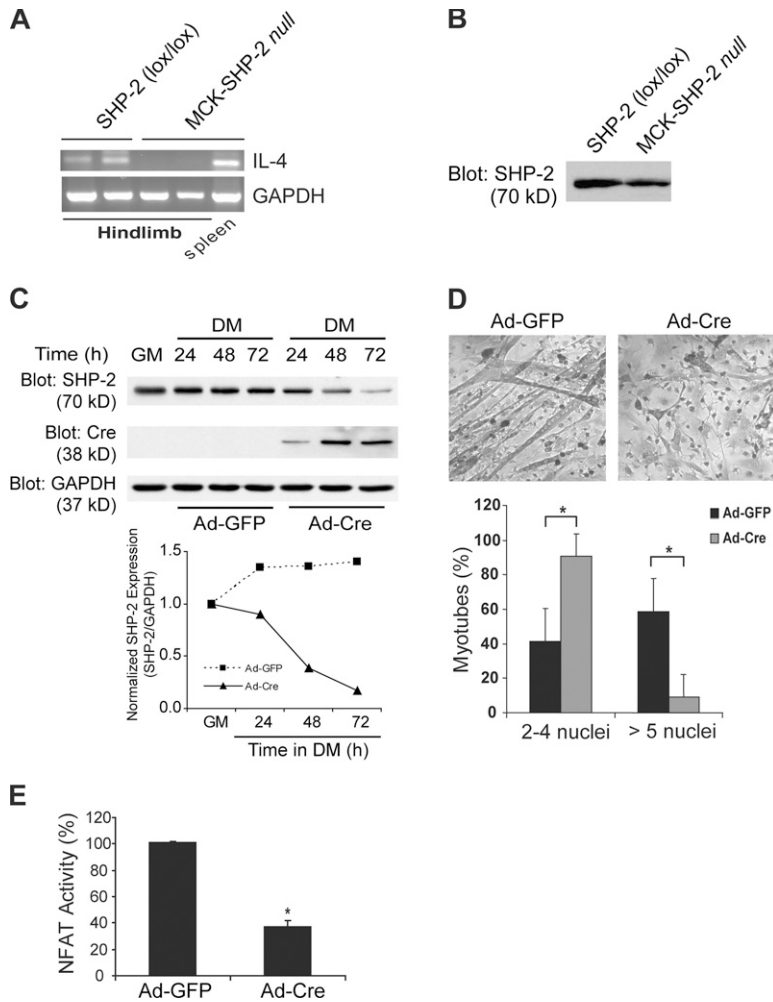 A
SHP-2 (lox/lox)
MCK-SHP-2 null
IL-4
GAPDH
Hindlimb
spleen
B
SHP-2 (lox/lox)
MCK-SHP-2 null
Blot: SHP-2
(70 kD)
C
DM DM
Time (h) GM 24 48 72 24 48 72
Blot: SHP-2
(70 kD)
Blot: Cre
(38 kD)
Blot: GAPDH
(37 kD)
Ad-GFP Ad-Cre
Normalized SHP-2 Expression
(SHP-2/GAPDH)
1.5
1.0
0.5
0.0
Ad-GFP
Ad-Cre
GM 24 48 72
Time in DM (h)
D
Ad-GFP Ad-Cre
Myotubes (%)
120
100
80
60
40
20
0
* *
Ad-GFP
Ad-Cre
2-4 nuclei > 5 nuclei
E
NFAT Activity (%)
120
100
80
60
40
20
0
*
Ad-GFP Ad-Cre